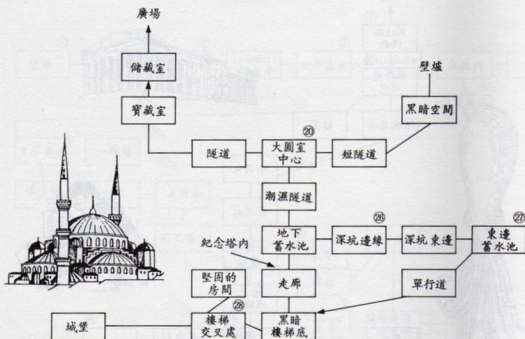 廣場
儲藏室
壁爐
寶藏室
黑暗空間
⑳
隧道
大圓室
中心
短隧道
潮濕隧道
㉖
㉗
紀念塔內
地下
蓄水池
深坑邊緣
深坑東邊
東邊
蓄水池
堅固的
房間
走廊
單行道
㉘
城堡
樓梯
交叉處
黑暗
樓梯底